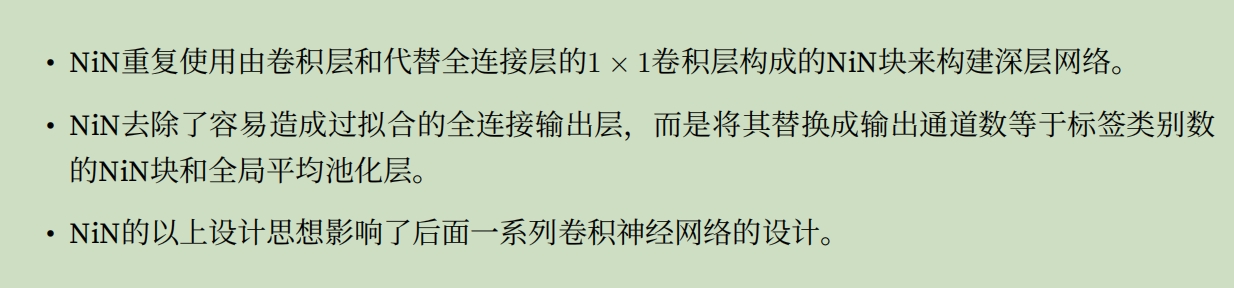 • NiN重复使用由卷积层和代替全连接层的1 × 1卷积层构成的NiN块来构建深层网络。
• NiN去除了容易造成过拟合的全连接输出层，而是将其替换成输出通道数等于标签类别数
的NiN块和全局平均池化层。
• NiN的以上设计思想影响了后面一系列卷积神经网络的设计。